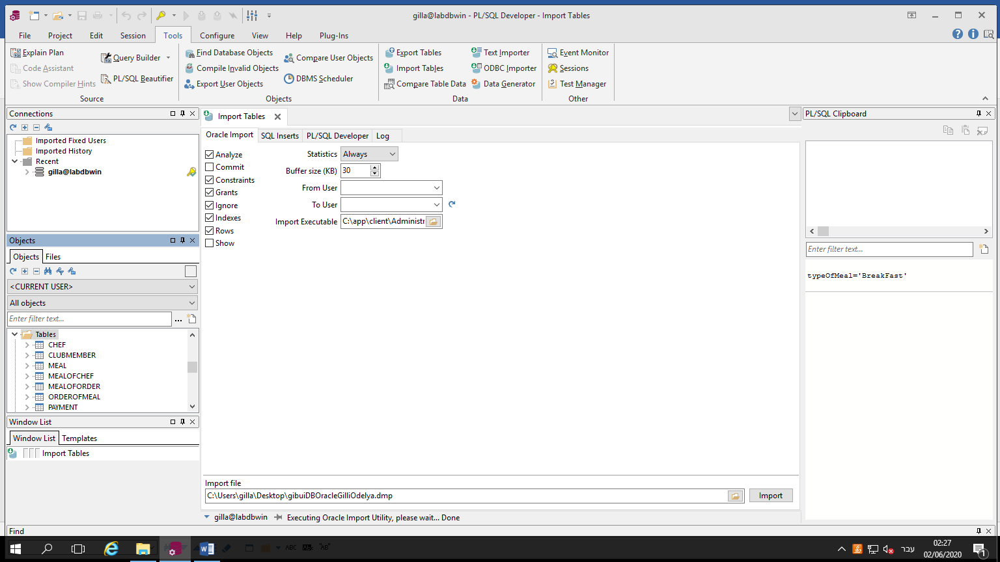 gilla@labdbwin - PL/SQL Developer - Import Tables
File Project Edit Session Tools Configure View Help Plug-Ins
Explain Plan
Code Assistant
Show Compiler Hints
Query Builder
PL/SQL Beautifier
Source
Find Database Objects
Compile Invalid Objects
Export User Objects
Compare User Objects
DBMS Scheduler
Objects
Export Tables
Import Tables
Compare Table Data
Text Importer
ODBC Importer
Data Generator
Data
Event Monitor
Sessions
Test Manager
Other
Connections
Imported Fixed Users
Imported History
Recent
gilla@labdbwin
Objects
Objects Files
<CURRENT USER>
All objects
Enter filter text...
...
Tables
CHEF
CLUBMEMBER
MEAL
MEALOFCHEF
MEALOFORDER
ORDEROFMEAL
PAYMENT
Window List
Window List Templates
Import Tables
Import Tables
Oracle Import SQL Inserts PL/SQL Developer Log
Analyze
Commit
Constraints
Grants
Ignore
Indexes
Rows
Show
Statistics Always
Buffer size (KB) 30
From User
To User
Import Executable C:\app\client\Administr
Import file
C:\Users\gilla\Desktop\gibuiDBOracleGilliOdelya.dmp
Import
gilla@labdbwin Executing Oracle Import Utility, please wait... Done
PL/SQL Clipboard
Enter filter text...
typeOfMeal='BreakFast'
Find
ABC
"AB"
עבר
02:27
02/06/2020
1